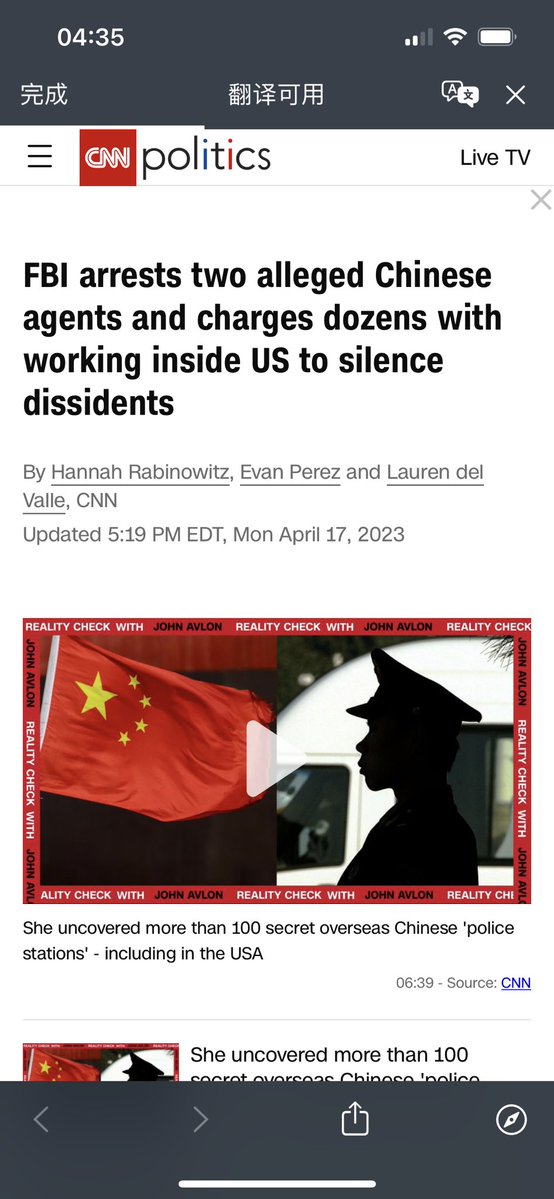 04:35
完成
翻译可用
CNN politics
Live TV
FBI arrests two alleged Chinese
agents and charges dozens with
working inside US to silence
dissidents
By Hannah Rabinowitz, Evan Perez and Lauren del
Valle, CNN
Updated 5:19 PM EDT, Mon April 17, 2023
REALITY CHECK WITH JOHN AVLON REALITY CHECK WITH JOHN AVLON REALITY CHECK
JOHN AVLON REALITY CHECK WITH JOHN AVL
JOHN AVLON REALITY CHECK WITH JOHN AVL
ALITY CHECK WITH JOHN AVLON REALITY CHECK WITH JOHN AVLON REALITY CHE
She uncovered more than 100 secret overseas Chinese 'police
stations' - including in the USA
06:39 - Source: CNN
She uncovered more than 100
secret overseas Chinese 'police